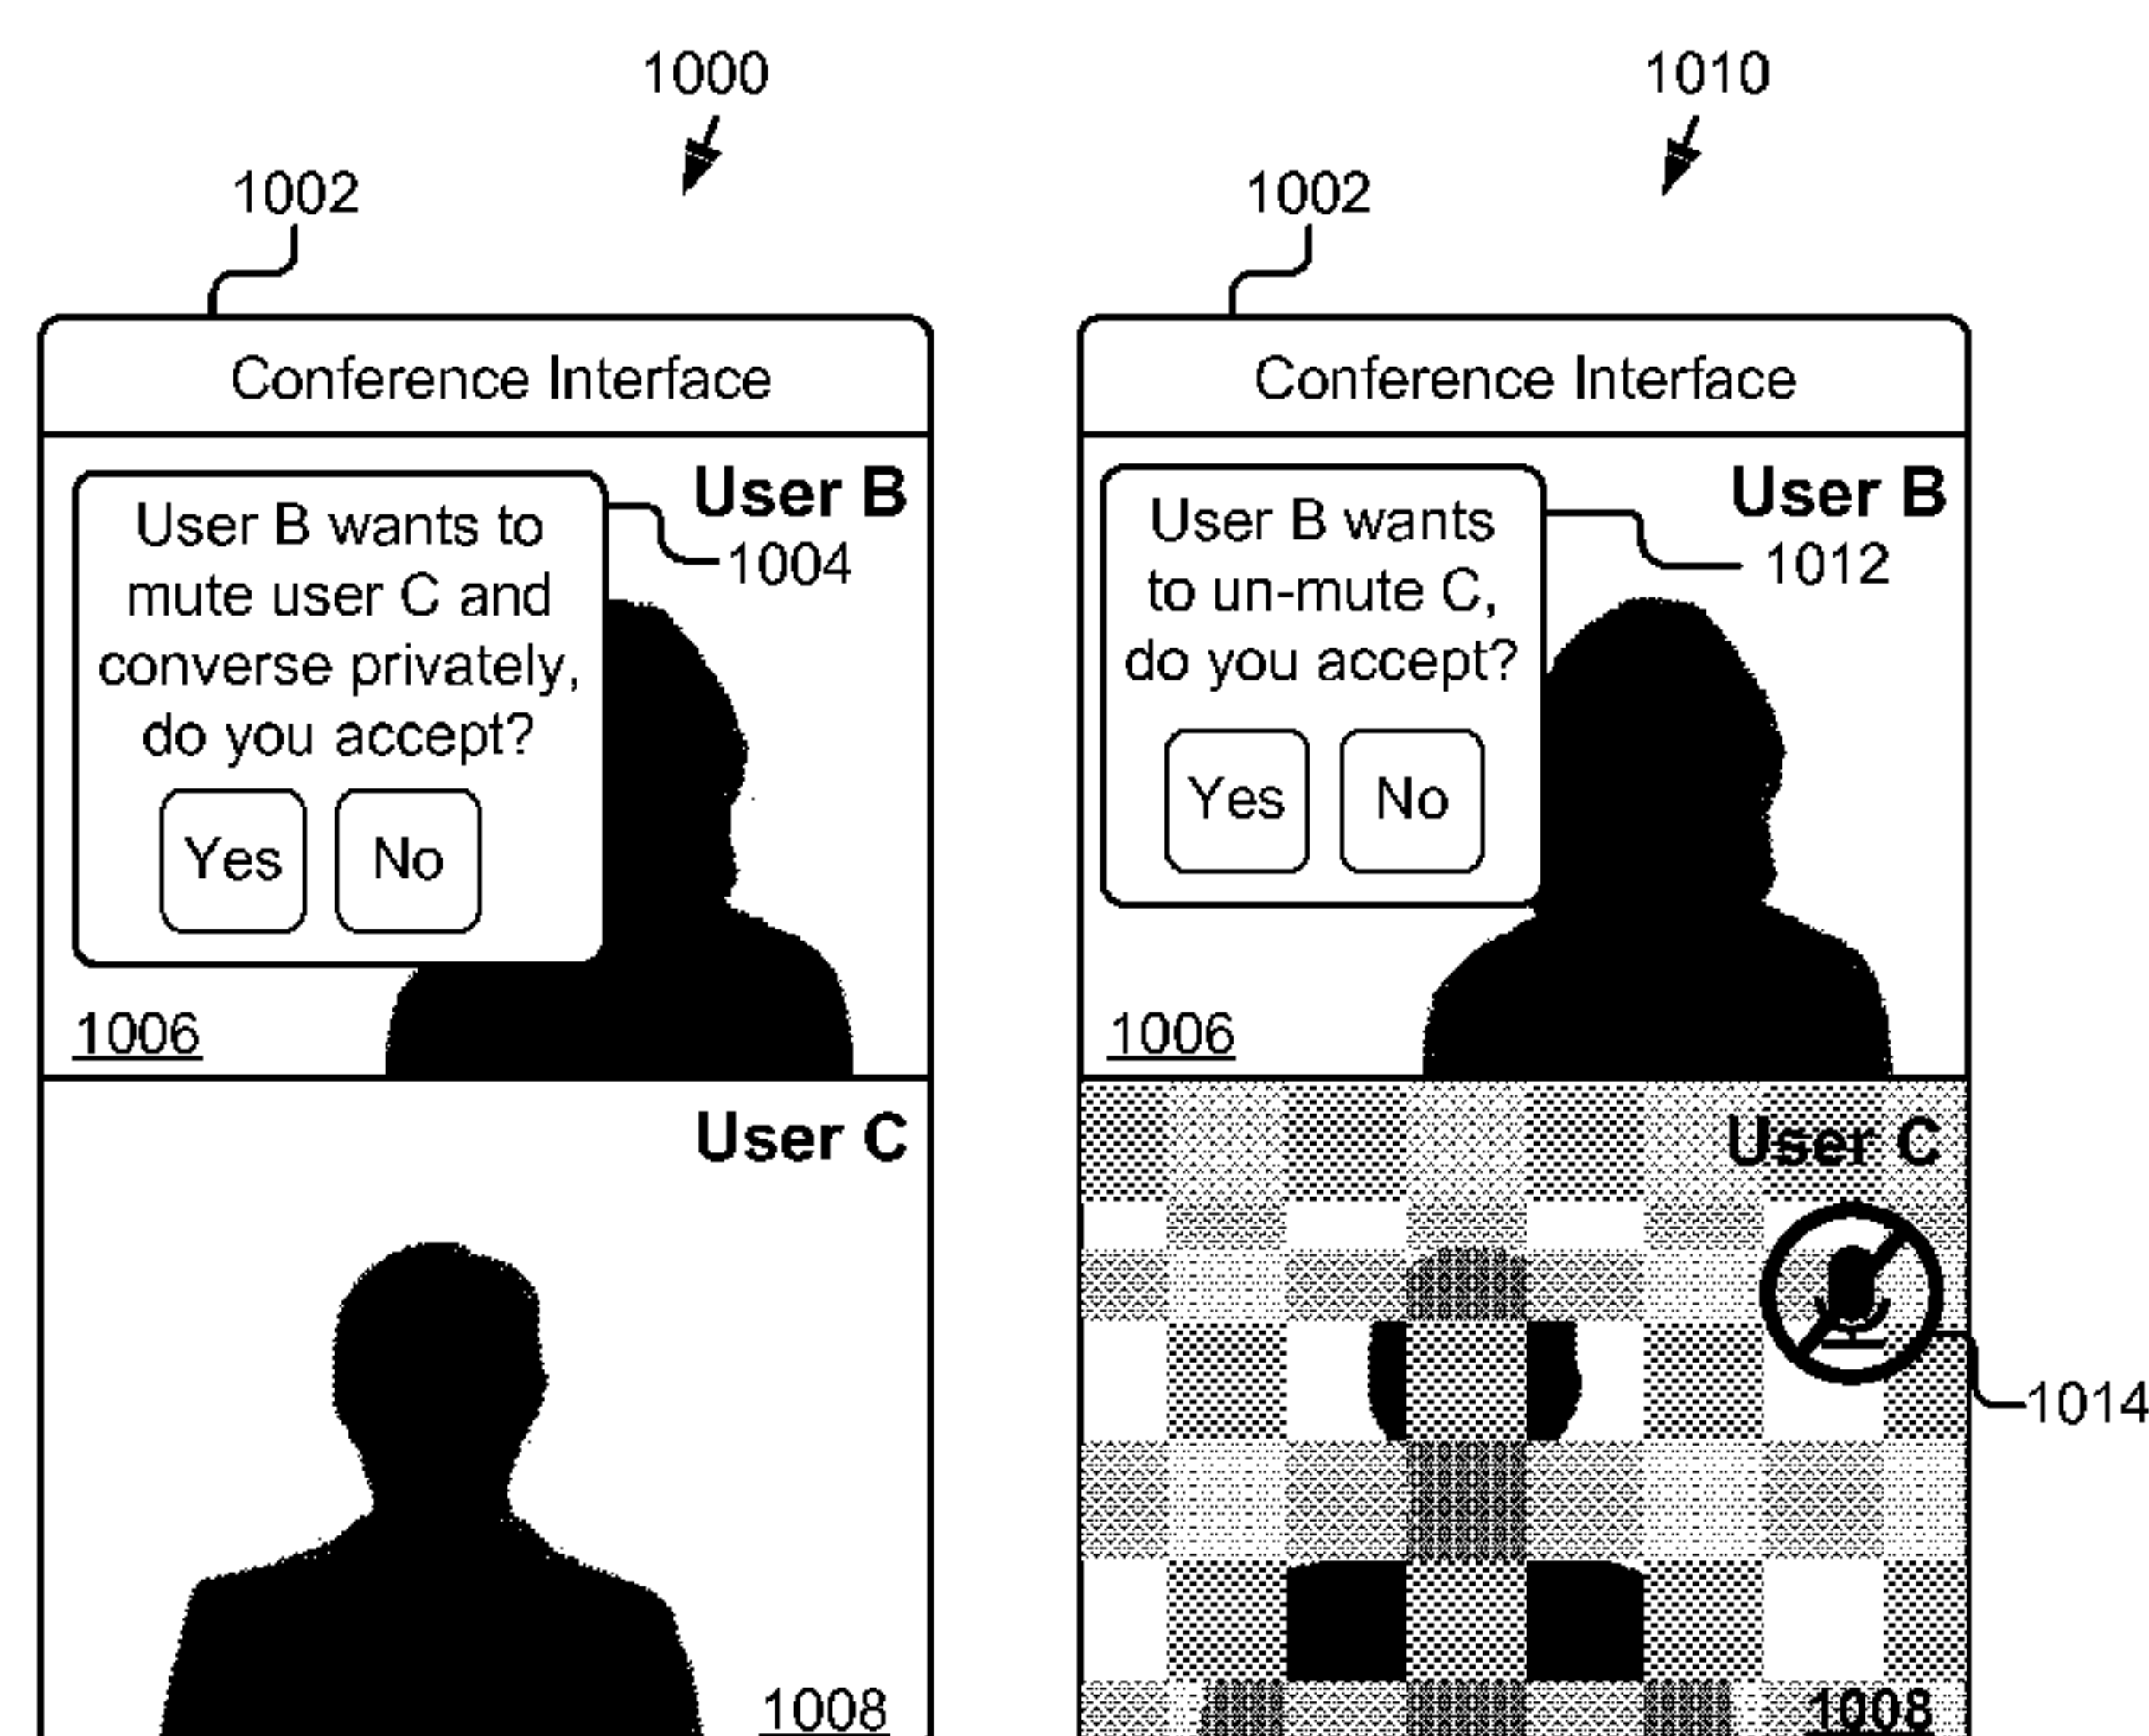 1000
1002
Conference Interface
User B
User B wants to
mute user C and
converse privately,
do you accept?
Yes No
1004
1006
User C
1008
1010
1002
Conference Interface
User B
User B wants
to un-mute C,
do you accept?
Yes No
1012
1006
User C
1014
1008